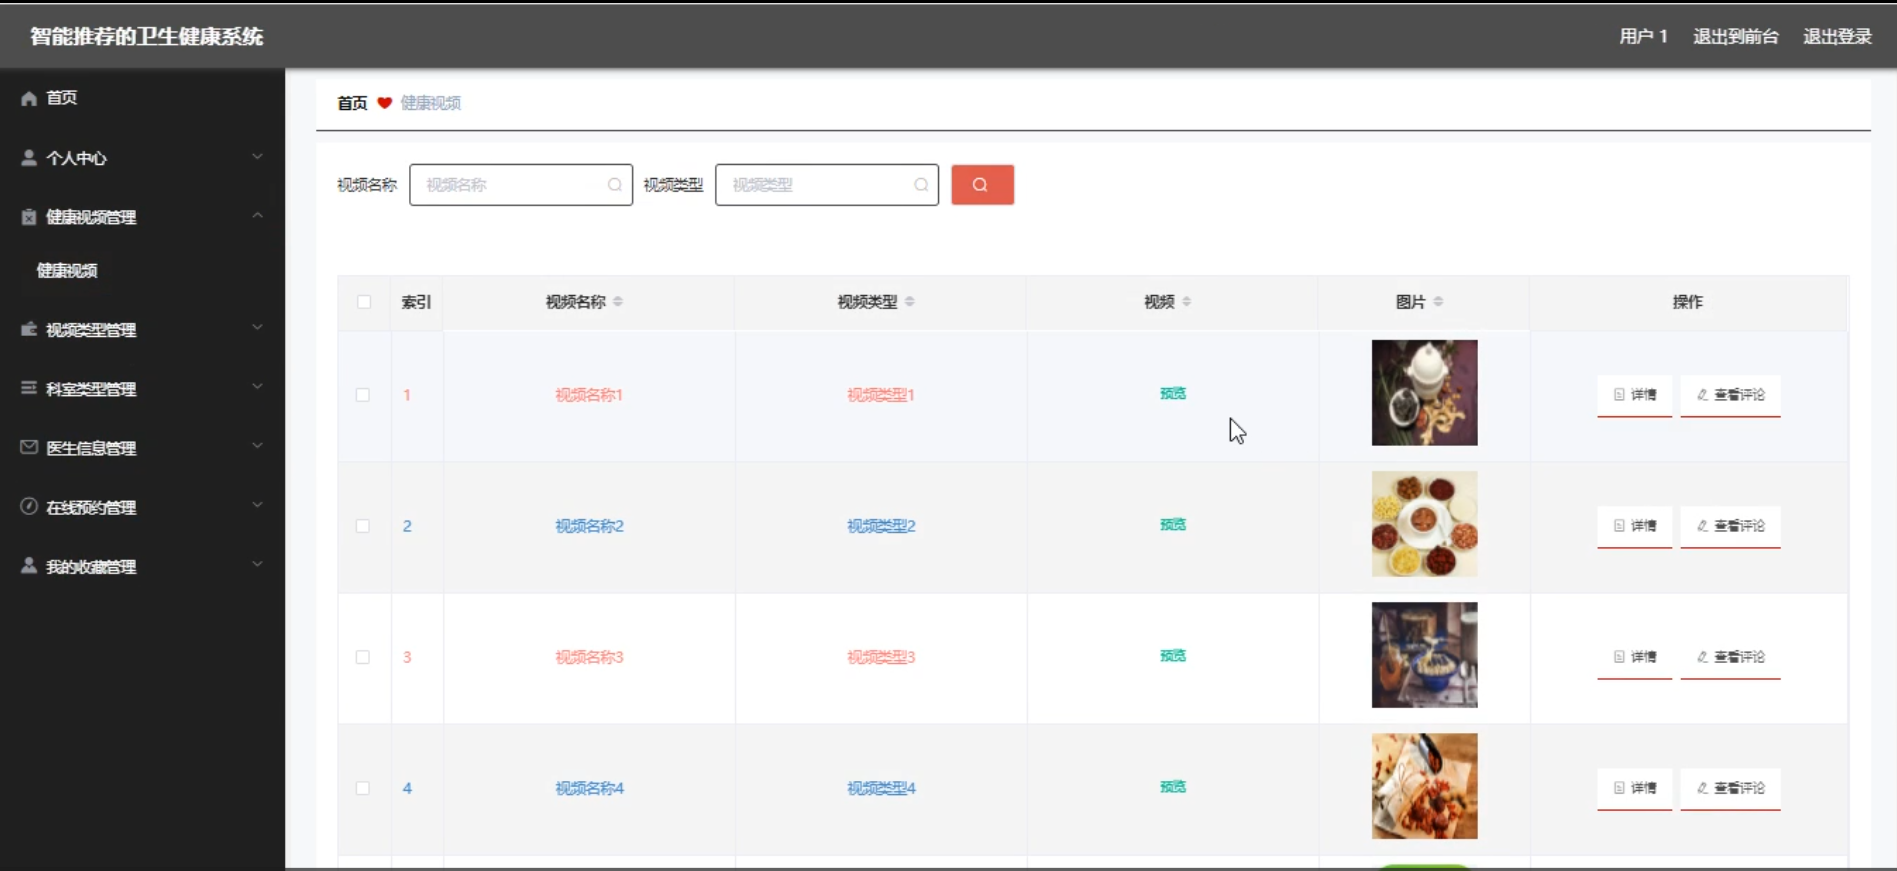 智能推荐的卫生健康系统
用户 1 退出到前台 退出登录
首页
个人中心
健康视频管理
健康视频
视频类型管理
科室类型管理
医生信息管理
在线预约管理
我的收藏管理
首页 健康视频
视频名称 视频名称 视频类型 视频类型
索引 视频名称 视频类型 视频 图片 操作
1 视频名称1 视频类型1 预览 详情 查看评论
2 视频名称2 视频类型2 预览 详情 查看评论
3 视频名称3 视频类型3 预览 详情 查看评论
4 视频名称4 视频类型4 预览 详情 查看评论